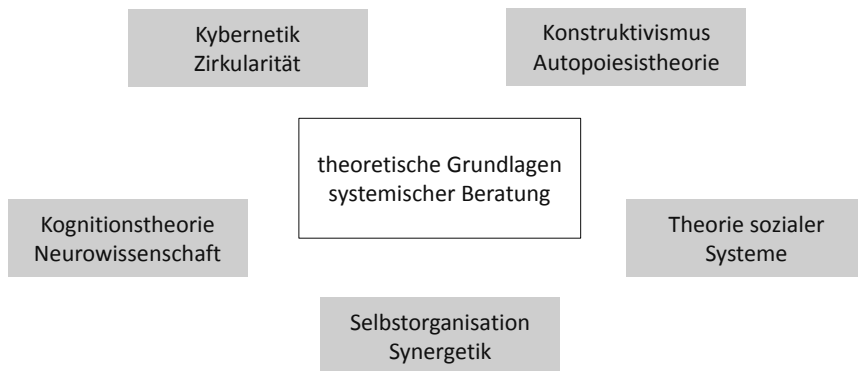 Kybernetik
Zirkularität
Konstruktivismus
Autopoiesistheorie
theoretische Grundlagen
systemischer Beratung
Kognitionstheorie
Neurowissenschaft
Theorie sozialer
Systeme
Selbstorganisation
Synergetik